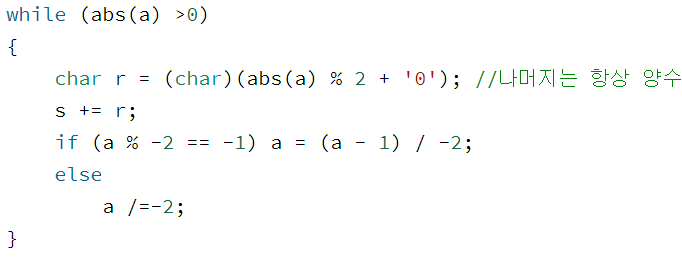 while (abs(a) >0)
{
    char r = (char)(abs(a) % 2 + '0'); //나머지는 항상 양수
    s += r;
    if (a % -2 == -1) a = (a - 1) / -2;
    else
        a /=-2;
}